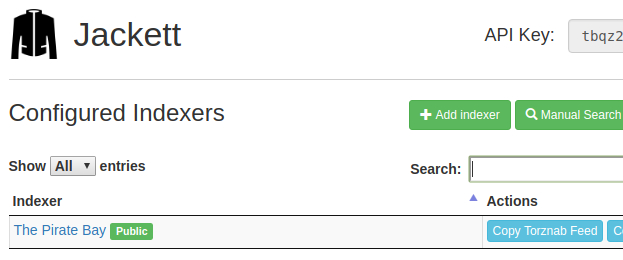 Jackett
API Key: tbqz2
Configured Indexers
Add indexer Manual Search
Show All entries
Search:
Indexer Actions
The Pirate Bay Public Copy Torznab Feed